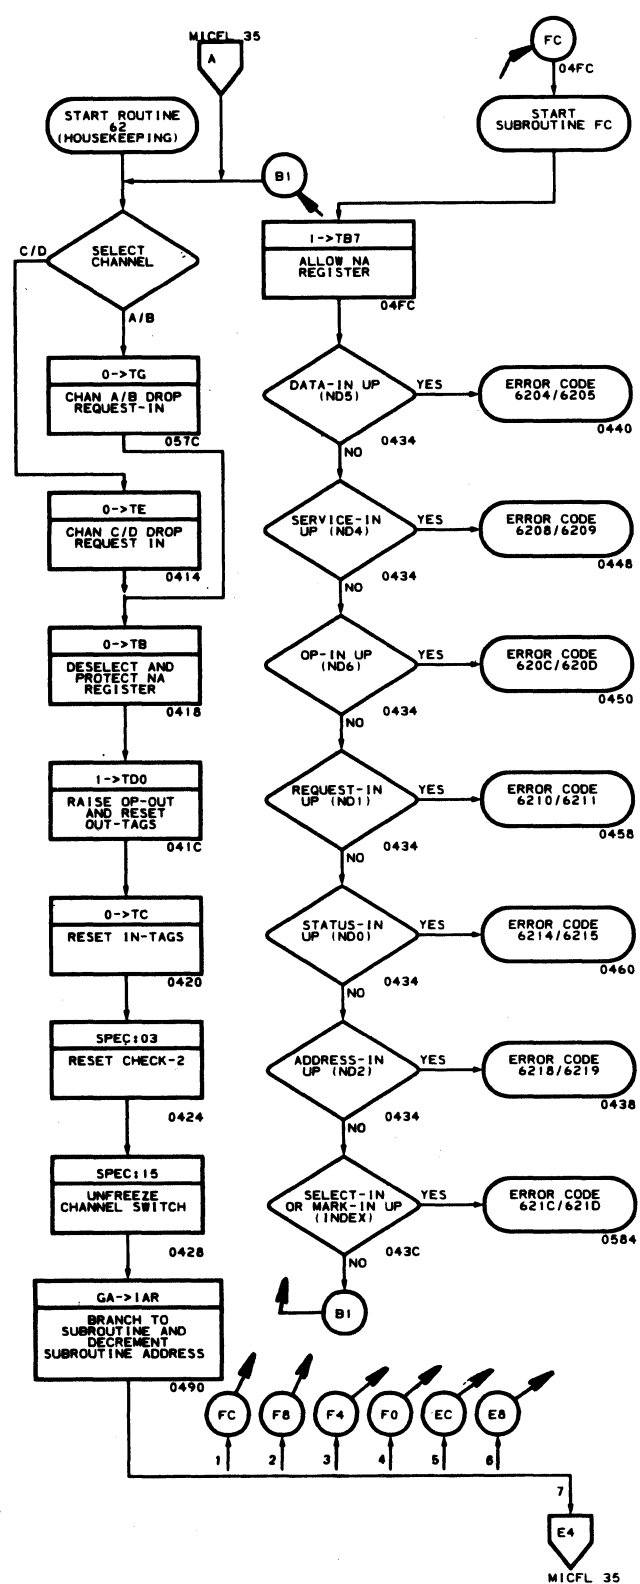 MICFL 35
A
START ROUTINE
62
(HOUSEKEEPING)
B1
SELECT
CHANNEL
C/D
A/B
0->TG
CHAN A/B DROP
REQUEST-IN
057C
0->TE
CHAN C/D DROP
REQUEST IN
0414
0->TB
DESELECT AND
PROTECT NA
REGISTER
0418
1->TD0
RAISE OP-OUT
AND RESET
OUT-TAGS
041C
0->TC
RESET IN-TAGS
0420
SPEC:03
RESET CHECK-2
0424
SPEC:15
UNFREEZE
CHANNEL SWITCH
0428
GA->IAR
BRANCH TO
SUBROUTINE AND
DECREMENT
SUBROUTINE ADDRESS
0490
FC
04FC
START
SUBROUTINE FC
1->TB7
ALLOW NA
REGISTER
04FC
DATA-IN UP
(ND5)
YES
ERROR CODE
6204/6205
0440
0434
NO
SERVICE-IN
UP (ND4)
YES
ERROR CODE
6208/6209
0448
0434
NO
OP-IN UP
(ND6)
YES
ERROR CODE
620C/620D
0450
0434
NO
REQUEST-IN
UP (ND1)
YES
ERROR CODE
6210/6211
0458
0434
NO
STATUS-IN
UP (ND0)
YES
ERROR CODE
6214/6215
0460
0434
NO
ADDRESS-IN
UP (ND2)
YES
ERROR CODE
6218/6219
0438
0434
NO
SELECT-IN
OR MARK-IN UP
(INDEX)
YES
ERROR CODE
621C/621D
0584
043C
NO
B1
FC F8 F4 F0 EC E8
1 2 3 4 5 6
7
E4
MICFL 35